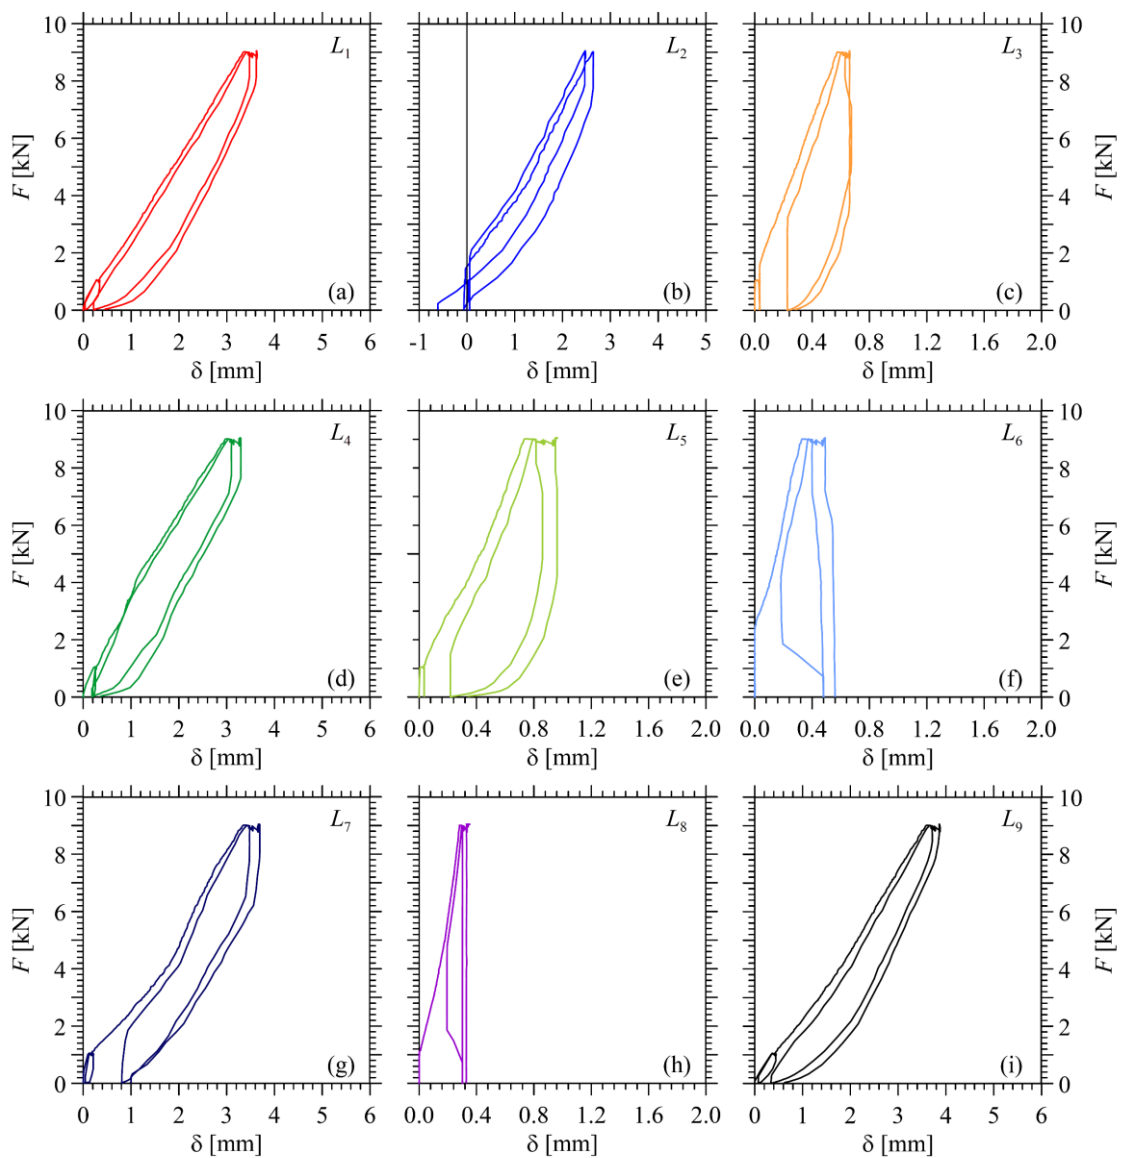 10 L1 10 L2 L3 10
8 8 8
F [kN] 6 F [kN] 6 6 F [kN]
4 4 4
2 2 2
0 (a) 0 (b) (c) 0
0 1 2 3 4 5 6 -1 0 1 2 3 4 5 0.0 0.4 0.8 1.2 1.6 2.0
δ [mm] δ [mm] δ [mm]
10 L4 L5 L6 10
8 8
F [kN] 6 6 F [kN]
4 4
2 2
0 (d) (e) (f) 0
0 1 2 3 4 5 6 0.0 0.4 0.8 1.2 1.6 2.0 0.0 0.4 0.8 1.2 1.6 2.0
δ [mm] δ [mm] δ [mm]
10 L7 L8 L9 10
8 8
F [kN] 6 6 F [kN]
4 4
2 2
0 (g) (h) (i) 0
0 1 2 3 4 5 6 0.0 0.4 0.8 1.2 1.6 2.0 0 1 2 3 4 5 6
δ [mm] δ [mm] δ [mm]